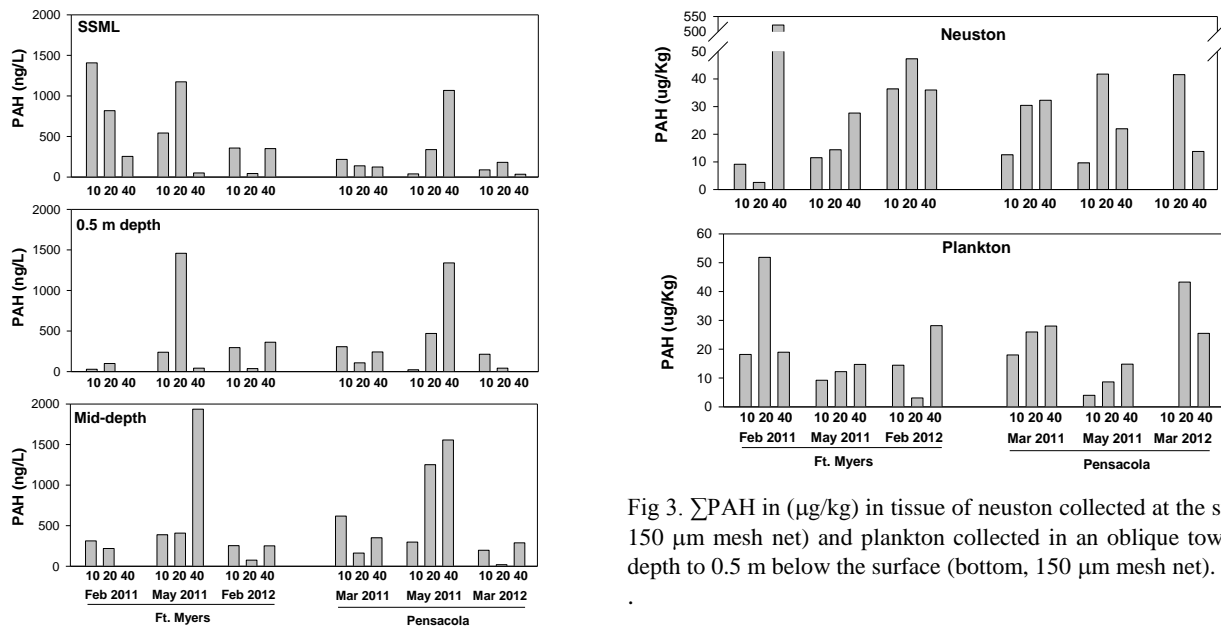 SSML
PAH (ng/L)
2000
1500
1000
500
0
10 20 40 10 20 40 10 20 40 10 20 40 10 20 40 10 20 40
0.5 m depth
PAH (ng/L)
2000
1500
1000
500
0
10 20 40 10 20 40 10 20 40 10 20 40 10 20 40 10 20 40
Mid-depth
PAH (ng/L)
2000
1500
1000
500
0
10 20 40 10 20 40 10 20 40 10 20 40 10 20 40 10 20 40
Feb 2011 May 2011 Feb 2012 Mar 2011 May 2011 Mar 2012
Ft. Myers Pensacola
Neuston
PAH (ug/Kg)
550
500
50
40
30
20
10
0
10 20 40 10 20 40 10 20 40 10 20 40 10 20 40 10 20 40
Plankton
PAH (ug/Kg)
60
50
40
30
20
10
0
10 20 40 10 20 40 10 20 40 10 20 40 10 20 40 10 20 40
Feb 2011 May 2011 Feb 2012 Mar 2011 May 2011 Mar 2012
Ft. Myers Pensacola
Fig 3. ∑PAH in (μg/kg) in tissue of neuston collected at the s
150 μm mesh net) and plankton collected in an oblique tow
depth to 0.5 m below the surface (bottom, 150 μm mesh net).
.